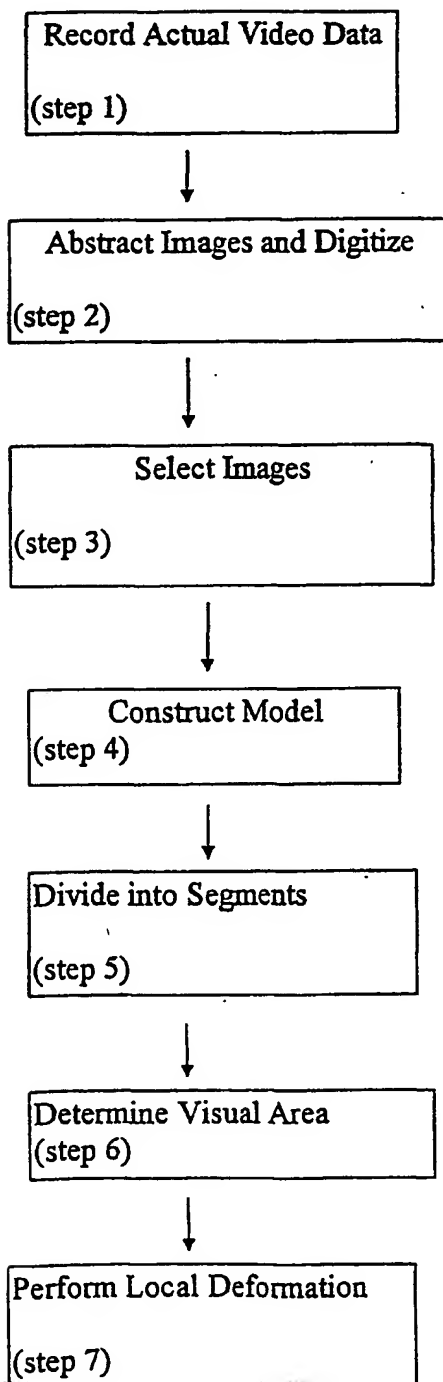 Record Actual Video Data
(step 1)
Abstract Images and Digitize
(step 2)
Select Images
(step 3)
Construct Model
(step 4)
Divide into Segments
(step 5)
Determine Visual Area
(step 6)
Perform Local Deformation
(step 7)